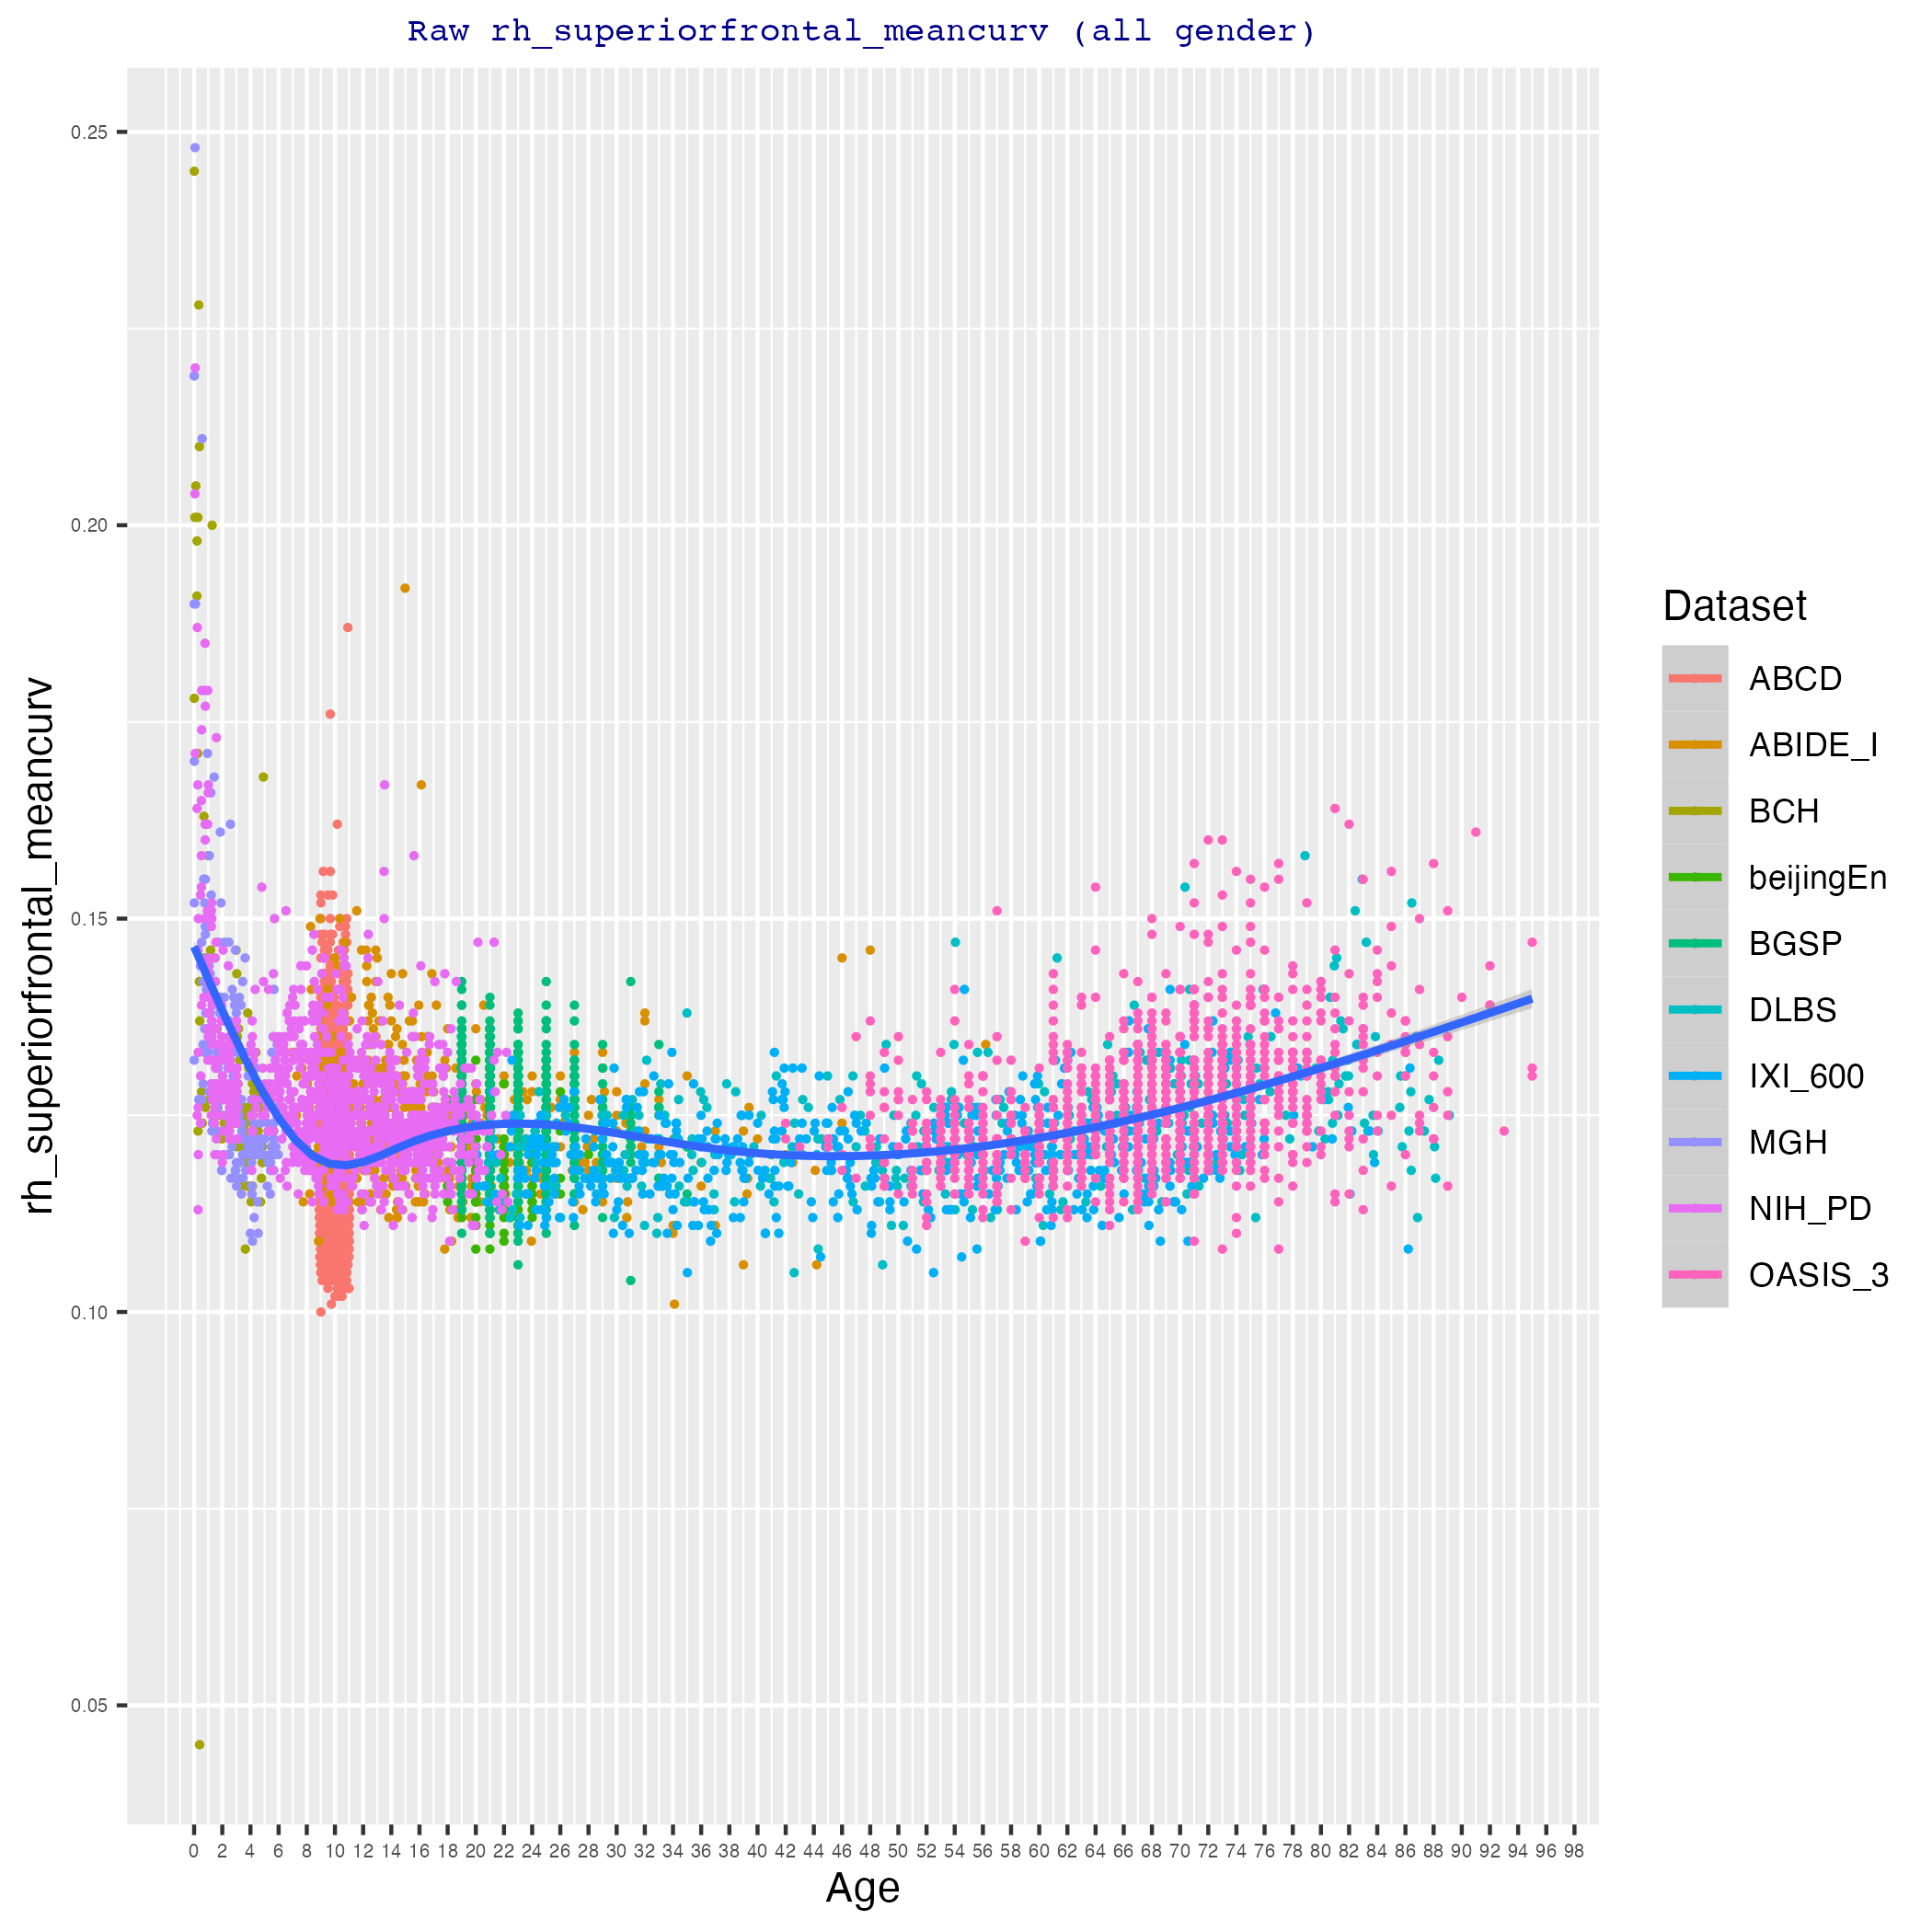 Raw rh_superiorfrontal_meancurv (all gender)
rh_superiorfrontal_meancurv
0.25
0.20
0.15
0.10
0.05
0 2 4 6 8 10 12 14 16 18 20 22 24 26 28 30 32 34 36 38 40 42 44 46 48 50 52 54 56 58 60 62 64 66 68 70 72 74 76 78 80 82 84 86 88 90 92 94 96 98
Age
Dataset
ABCD
ABIDE_I
BCH
beijingEn
BGSP
DLBS
IXI_600
MGH
NIH_PD
OASIS_3